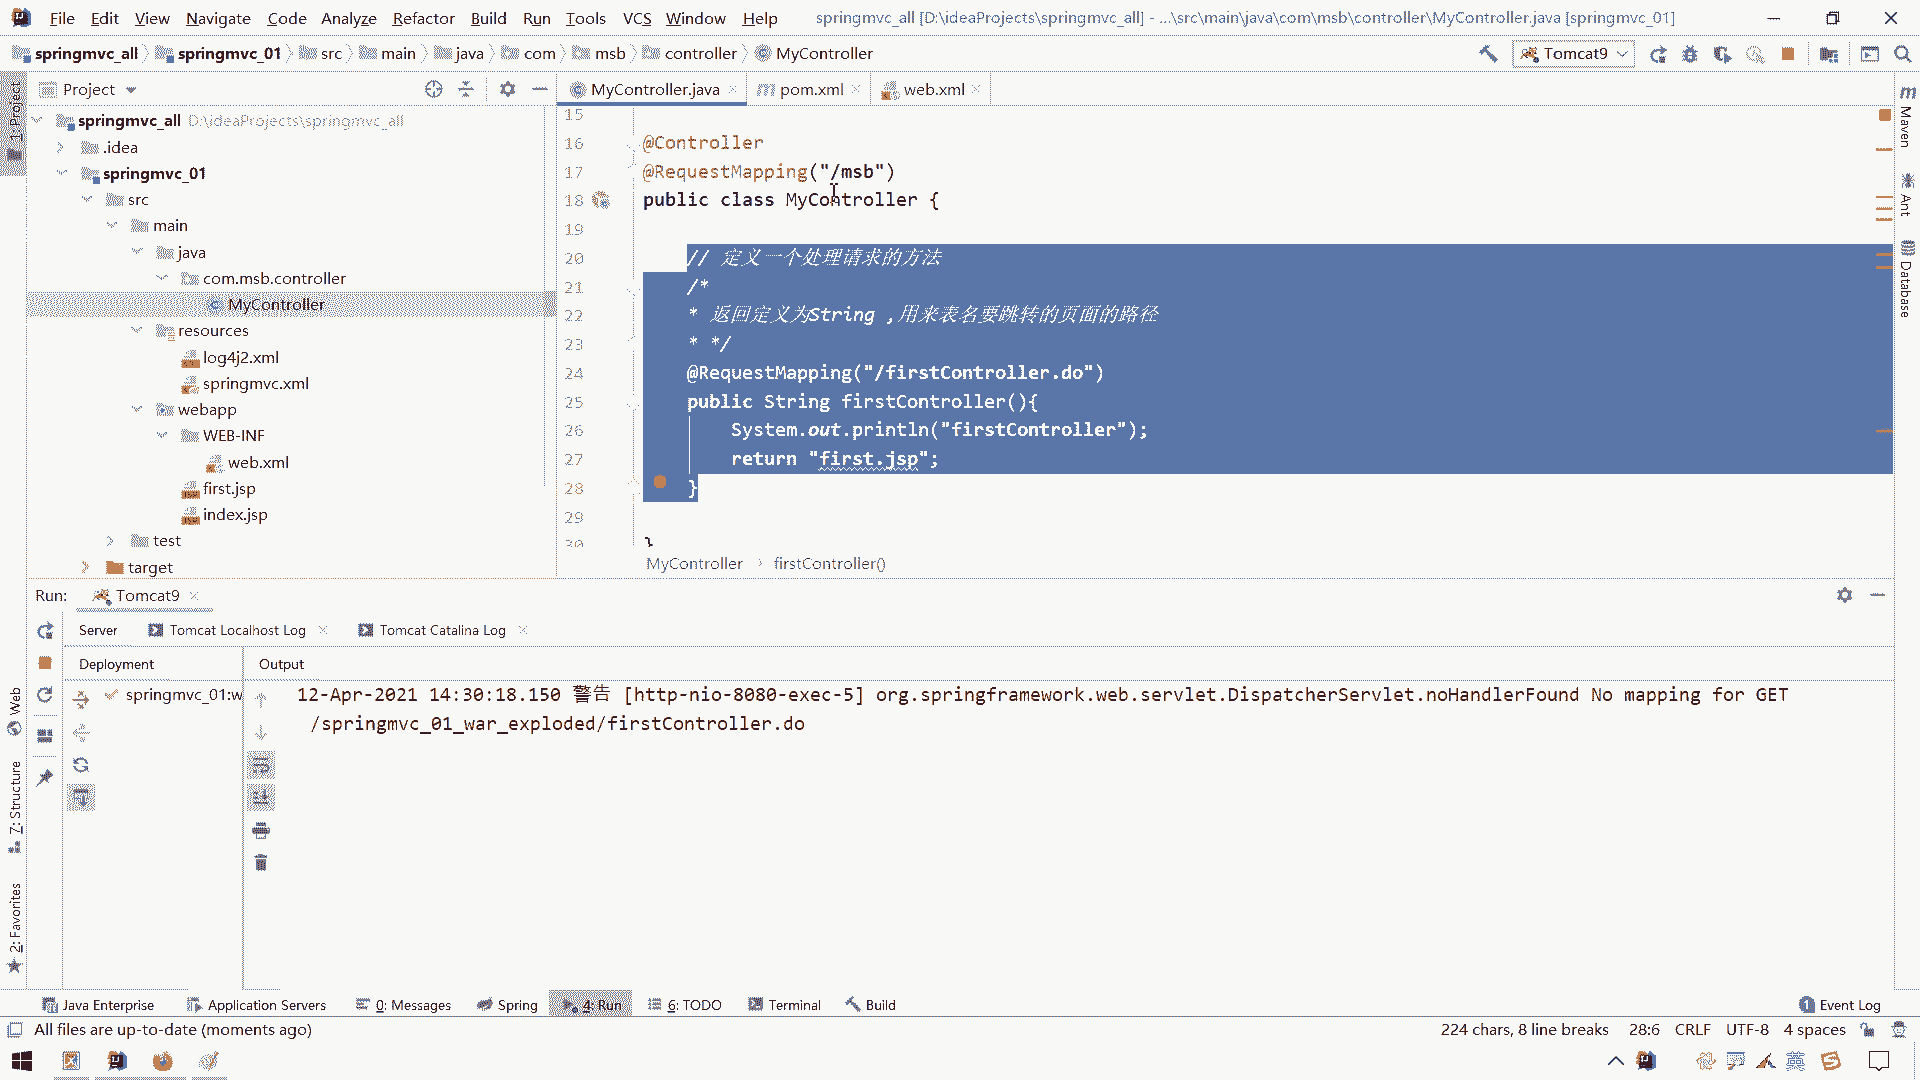 File Edit View Navigate Code Analyze Refactor Build Run Tools VCS Window Help springmvc_all [D:\ideaProjects\springmvc_all] - ...\src\main\java\com\msb\controller\MyController.java [springmvc_01]
springmvc_all springmvc_01 src main java com msb controller MyController Tomcat9
Project MyController.java pom.xml web.xml
1: Project
Maven
Ant
Database
springmvc_all D:\ideaProjects\springmvc_all
.idea
springmvc_01
src
main
java
com.msb.controller
MyController
resources
log4j2.xml
springmvc.xml
webapp
WEB-INF
web.xml
first.jsp
index.jsp
test
target
15
16 @Controller
17 @RequestMapping("/msb")
18 public class MyController {
19
20 // 定义一个处理请求的方法
21 /*
22 * 返回定义为String ,用来表名要跳转的页面的路径
23 * */
24 @RequestMapping("/firstController.do")
25 public String firstController(){
26 System.out.println("firstController");
27 return "first.jsp";
28 }
29
30 }
MyController firstController()
Run: Tomcat9
Server Tomcat Localhost Log Tomcat Catalina Log
Deployment Output
springmvc_01:w
12-Apr-2021 14:30:18.150 警告 [http-nio-8080-exec-5] org.springframework.web.servlet.DispatcherServlet.noHandlerFound No mapping for GET
/springmvc_01_war_exploded/firstController.do
Web
7: Structure
2: Favorites
Java Enterprise Application Servers 0: Messages Spring 4: Run 6: TODO Terminal Build 1 Event Log
All files are up-to-date (moments ago) 224 chars, 8 line breaks 28:6 CRLF UTF-8 4 spaces
英